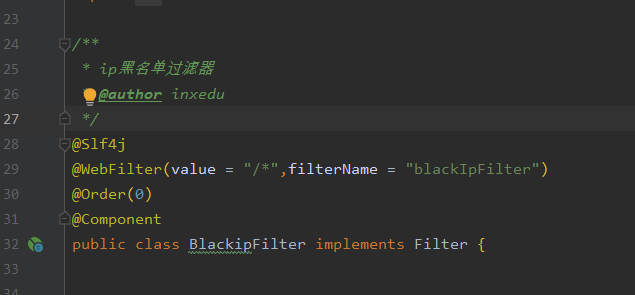 23
24 /**
25 * ip黑名单过滤器
26 @author inxedu
27 */
28 @Slf4j
29 @WebFilter(value = "/*",filterName = "blackIpFilter")
30 @Order(0)
31 @Component
32 public class BlackipFilter implements Filter {
33
34